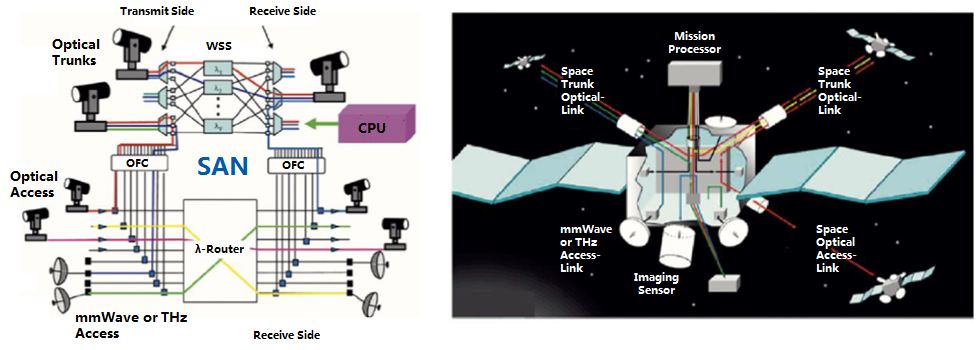 Transmit Side
Receive Side
Optical
Trunks
WSS
λ1
λ2
CPU
OFC
SAN
OFC
Optical
Access
λ-Router
mmWave or THz
Access
Receive Side
Mission
Processor
Space
Trunk
Optical-
Link
Space
Trunk
Optical-
Link
mmWave
or THz
Access-
Link
Imaging
Sensor
Space
Optical
Access-
Link